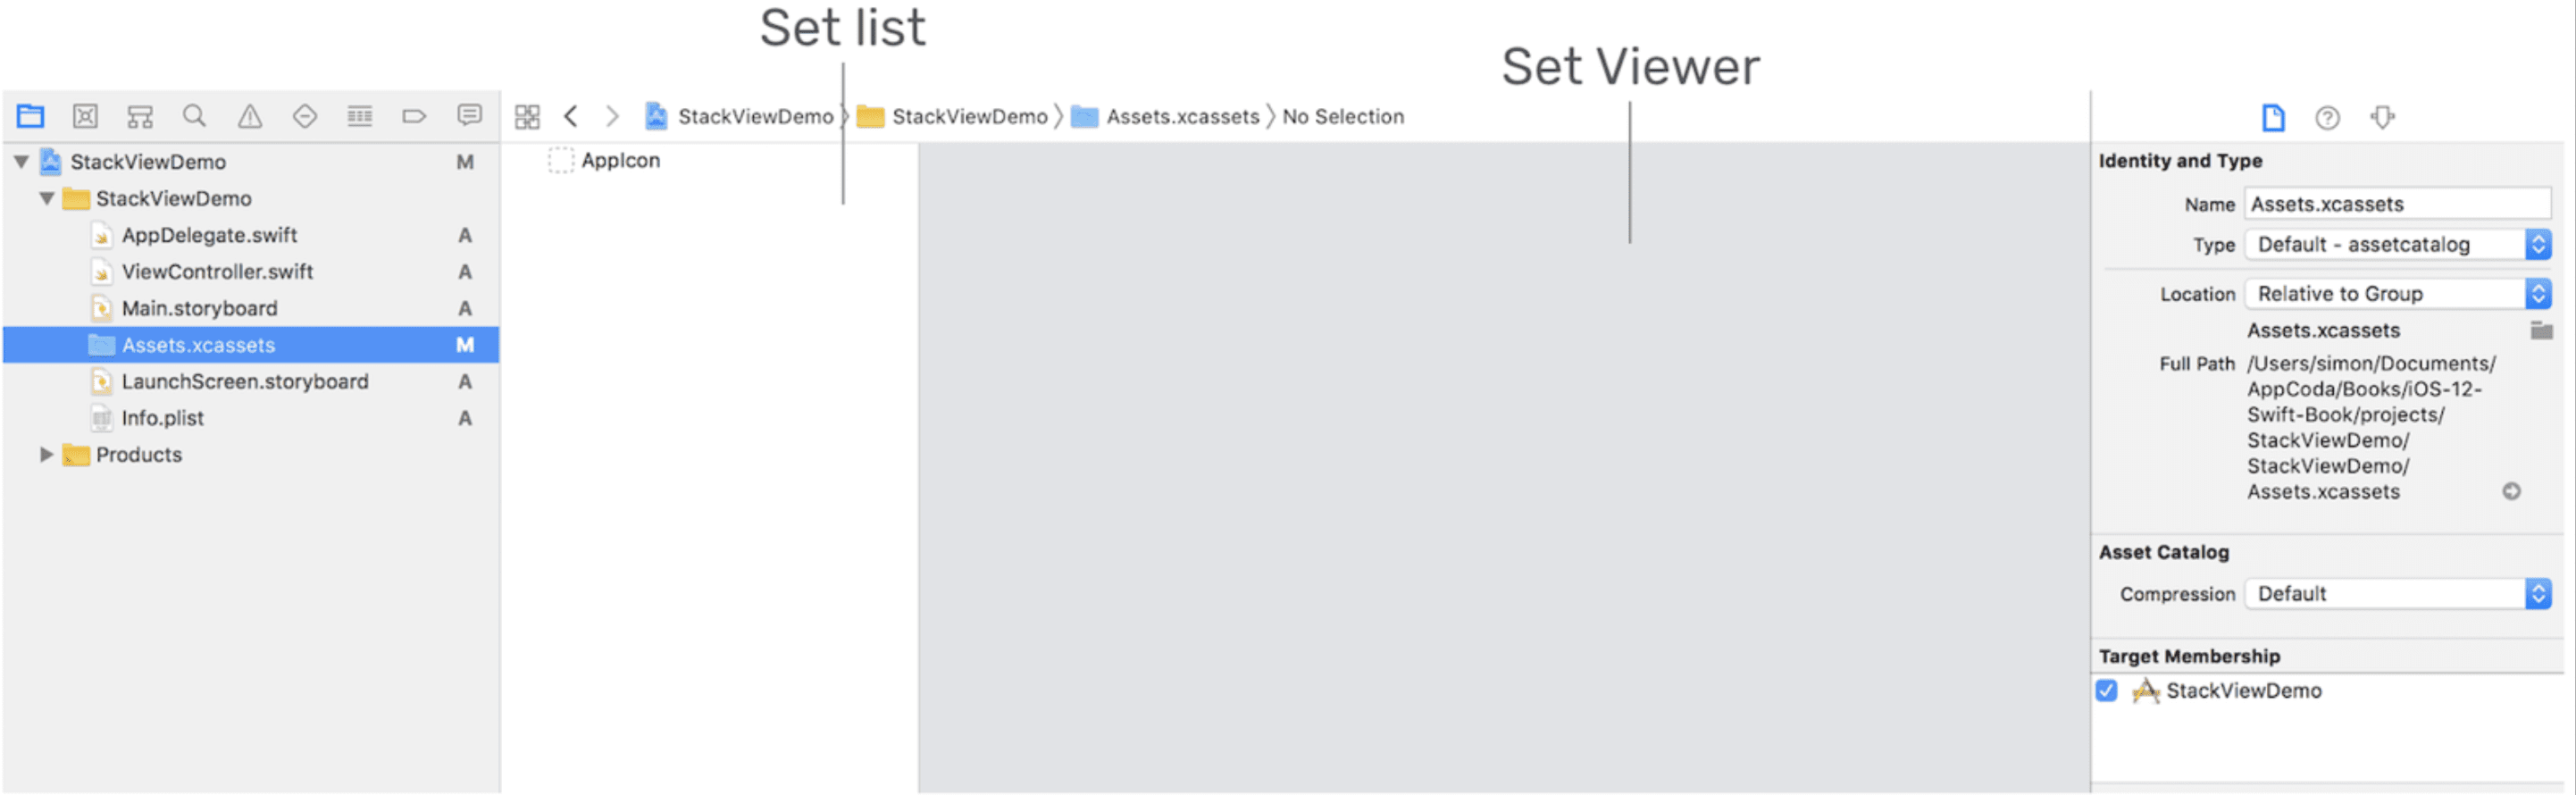 Set list
Set Viewer
StackViewDemo 〉 StackViewDemo 〉 Assets.xcassets 〉 No Selection
StackViewDemo M
StackViewDemo
AppDelegate.swift A
ViewController.swift A
Main.storyboard A
Assets.xcassets M
LaunchScreen.storyboard A
Info.plist A
Products
AppIcon
Identity and Type
Name Assets.xcassets
Type Default - assetcatalog
Location Relative to Group
Assets.xcassets
Full Path /Users/simon/Documents/
AppCoda/Books/iOS-12-
Swift-Book/projects/
StackViewDemo/
StackViewDemo/
Assets.xcassets
Asset Catalog
Compression Default
Target Membership
StackViewDemo